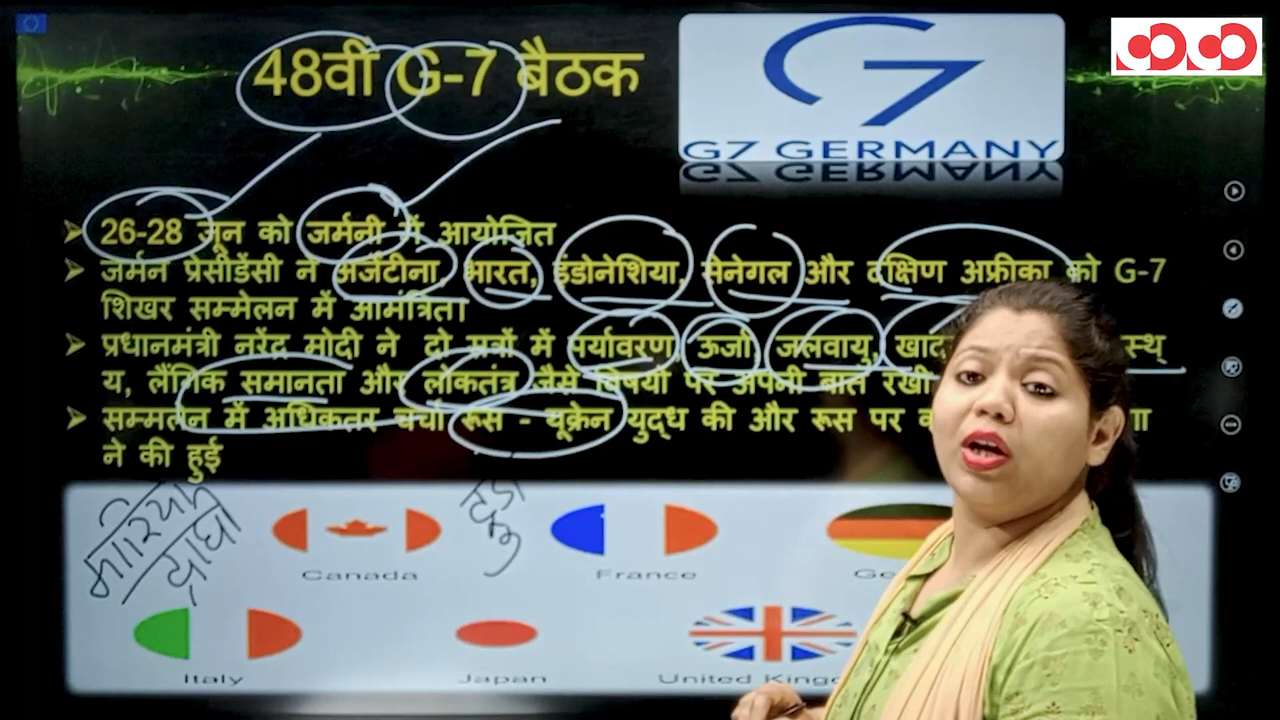 48वीं G-7 बैठक
G7 GERMANY
26-28 जून को जर्मनी में आयोजित
जर्मन प्रेसीडेंसी ने अर्जेंटीना, भारत, इंडोनेशिया, सेनेगल और दक्षिण अफ्रीका को G-7
शिखर सम्मेलन में आमंत्रित।
प्रधानमंत्री नरेंद्र मोदी ने दो सत्रों में पर्यावरण, ऊर्जा, जलवायु,
य, लैंगिक समानता और लोकतंत्र जैसे विषयों पर अपनी बात रखी
सम्मेलन में अधिकतर चर्चा रूस - यूक्रेन युद्ध की और रूस पर
ने की हुई
मारिया
द्राघी
Canada
France
Italy
Japan
United